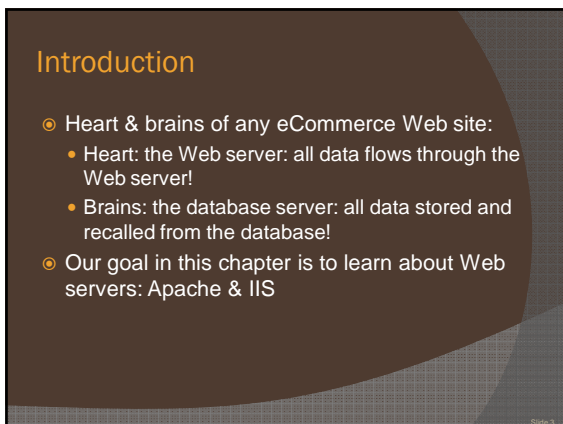 Introduction
Heart & brains of any eCommerce Web site:
Heart: the Web server: all data flows through the
Web server!
Brains: the database server: all data stored and
recalled from the database!
Our goal in this chapter is to learn about Web
servers: Apache & IIS
Slide 3